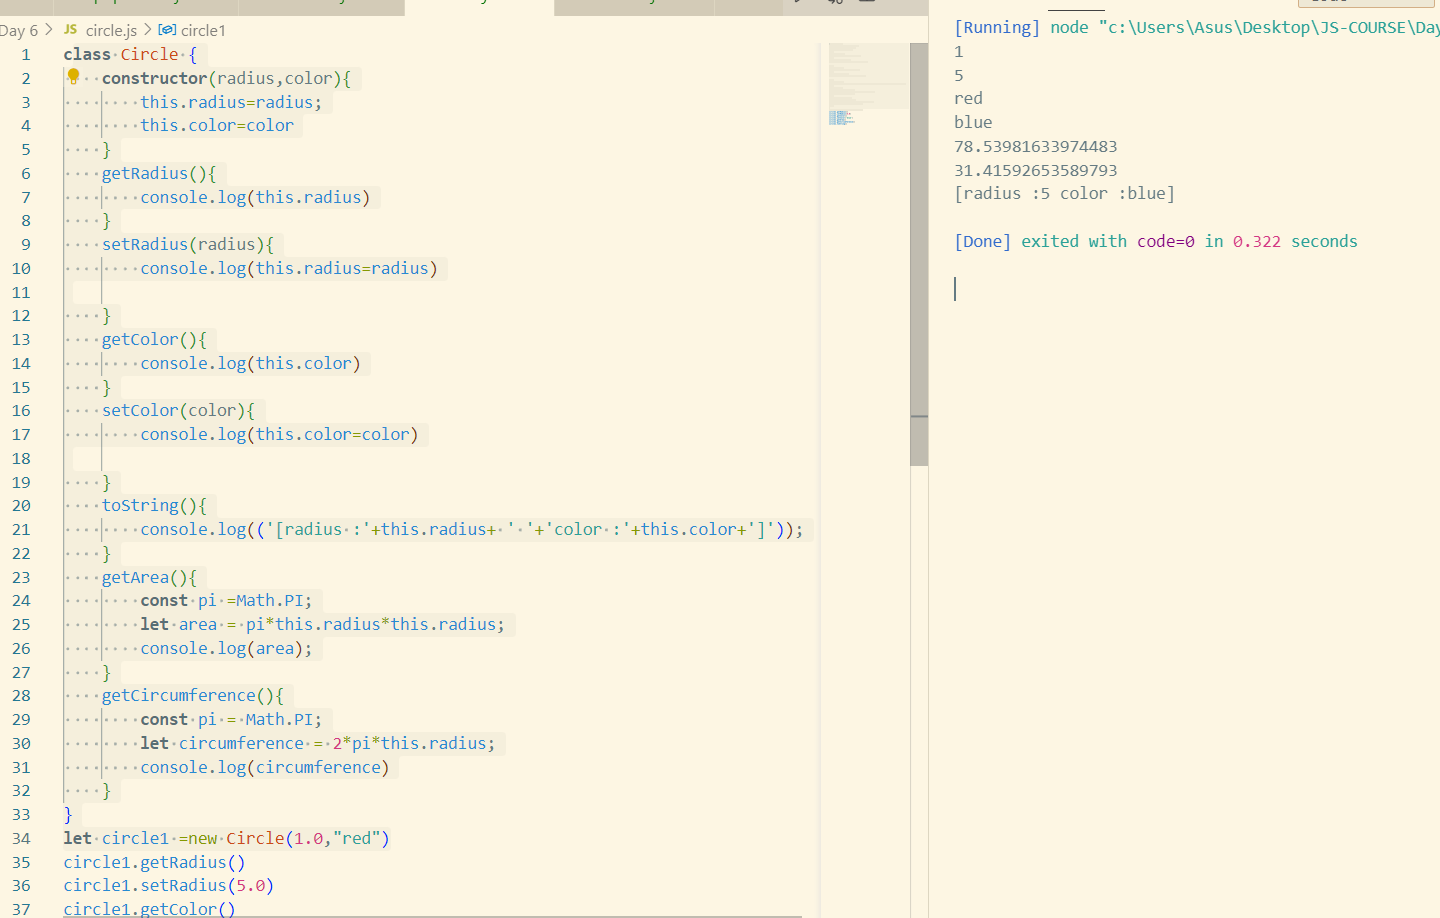 Day 6 > JS circle.js > circle1
1 class Circle {
2 constructor(radius,color){
3 this.radius=radius;
4 this.color=color
5 }
6 getRadius(){
7 console.log(this.radius)
8 }
9 setRadius(radius){
10 console.log(this.radius=radius)
11
12 }
13 getColor(){
14 console.log(this.color)
15 }
16 setColor(color){
17 console.log(this.color=color)
18
19 }
20 toString(){
21 console.log(('[radius :'+this.radius+ ' '+'color :'+this.color+']'));
22 }
23 getArea(){
24 const pi =Math.PI;
25 let area = pi*this.radius*this.radius;
26 console.log(area);
27 }
28 getCircumference(){
29 const pi = Math.PI;
30 let circumference = 2*pi*this.radius;
31 console.log(circumference)
32 }
33 }
34 let circle1 =new Circle(1.0,"red")
35 circle1.getRadius()
36 circle1.setRadius(5.0)
37 circle1.getColor()
[Running] node "c:\Users\Asus\Desktop\JS-COURSE\Day
1
5
red
blue
78.53981633974483
31.41592653589793
[radius :5 color :blue]
[Done] exited with code=0 in 0.322 seconds